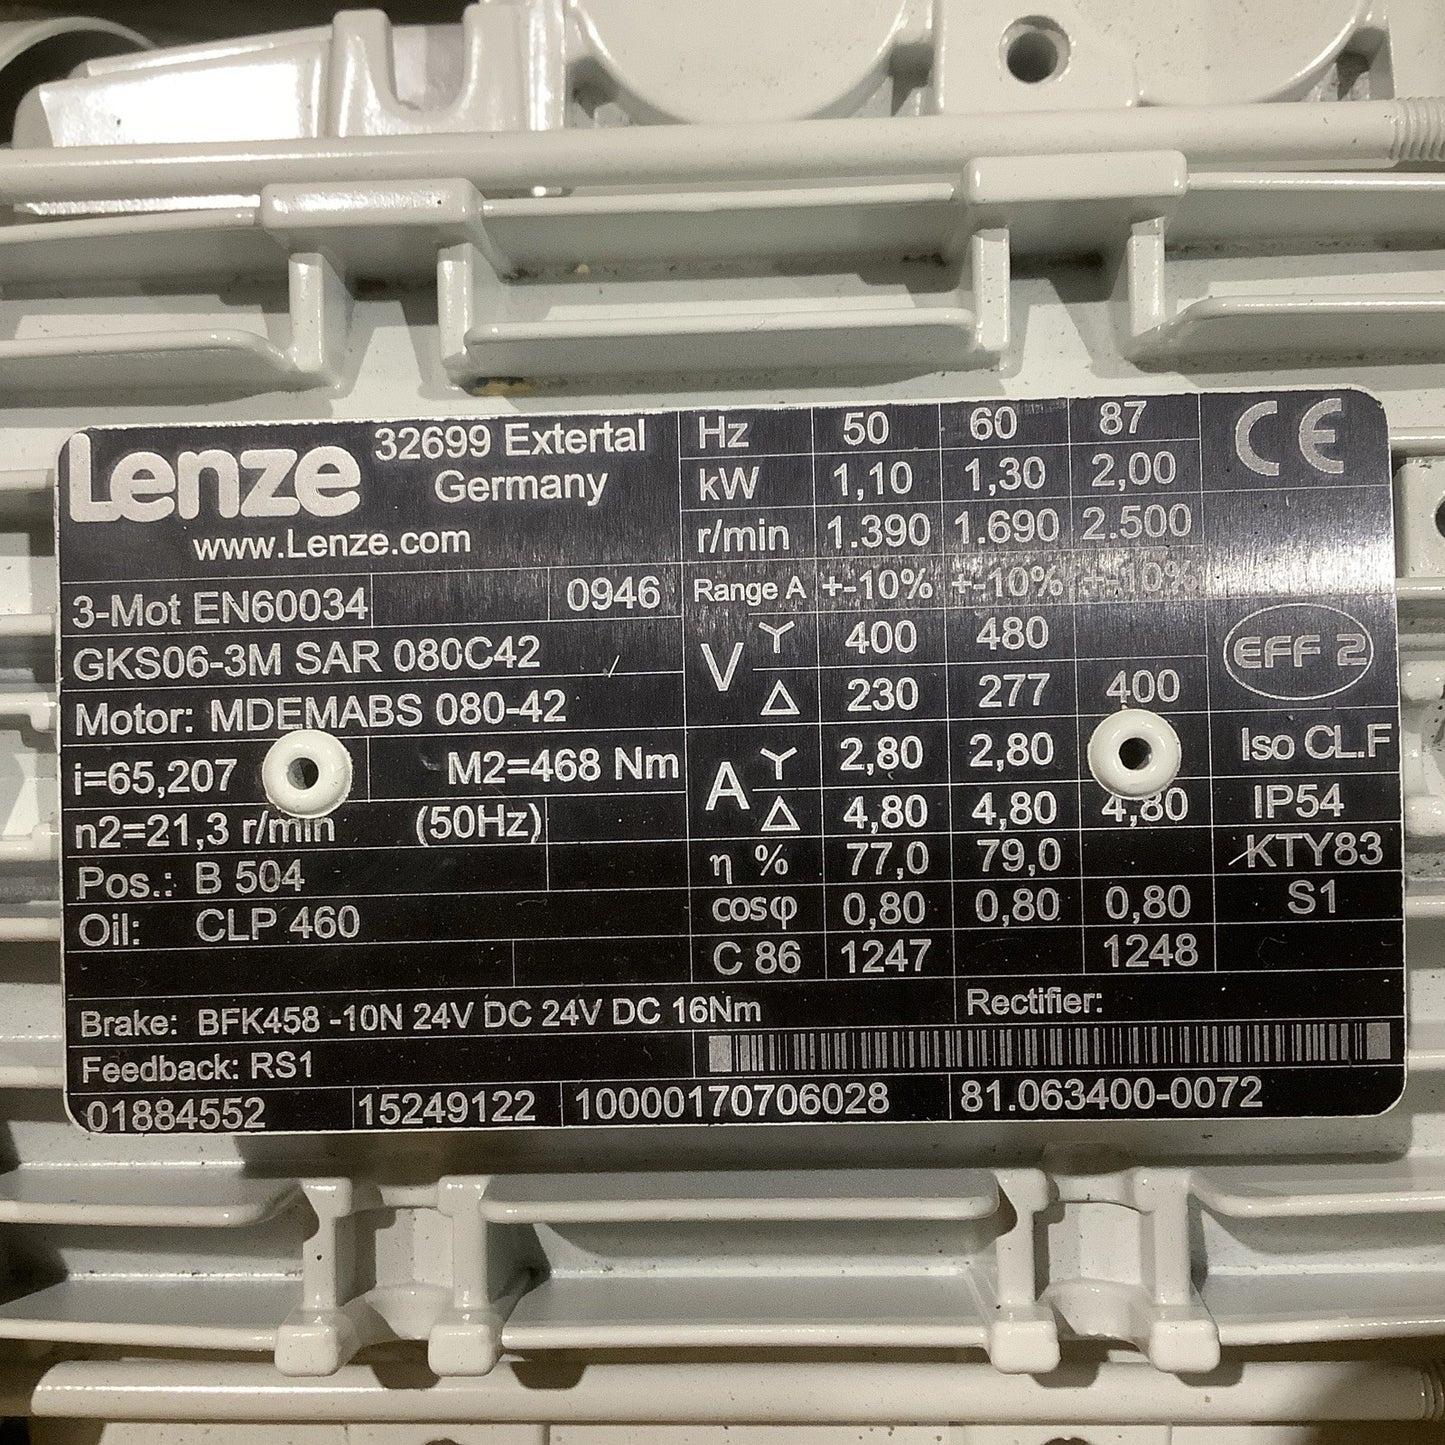 Lenze 32699 Extertal
Germany
www.Lenze.com
3-Mot EN60034 0946
GKS06-3M SAR 080C42
Motor: MDEMABS 080-42
i=65,207 M2=468 Nm
n2=21,3 r/min (50Hz)
Pos.: B 504
Oil: CLP 460
Hz 50 60 87 CE
kW 1,10 1,30 2,00
r/min 1.390 1.690 2.500
Range A +-10% +-10% +-10%
V Y 400 480 EFF 2
Δ 230 277 400
A Y 2,80 2,80 Iso CL.F
Δ 4,80 4,80 4,80 IP54
η % 77,0 79,0 KTY83
cosφ 0,80 0,80 0,80 S1
C 86 1247 1248
Brake: BFK458 -10N 24V DC 24V DC 16Nm Rectifier:
Feedback: RS1
01884552 15249122 10000170706028 81.063400-0072